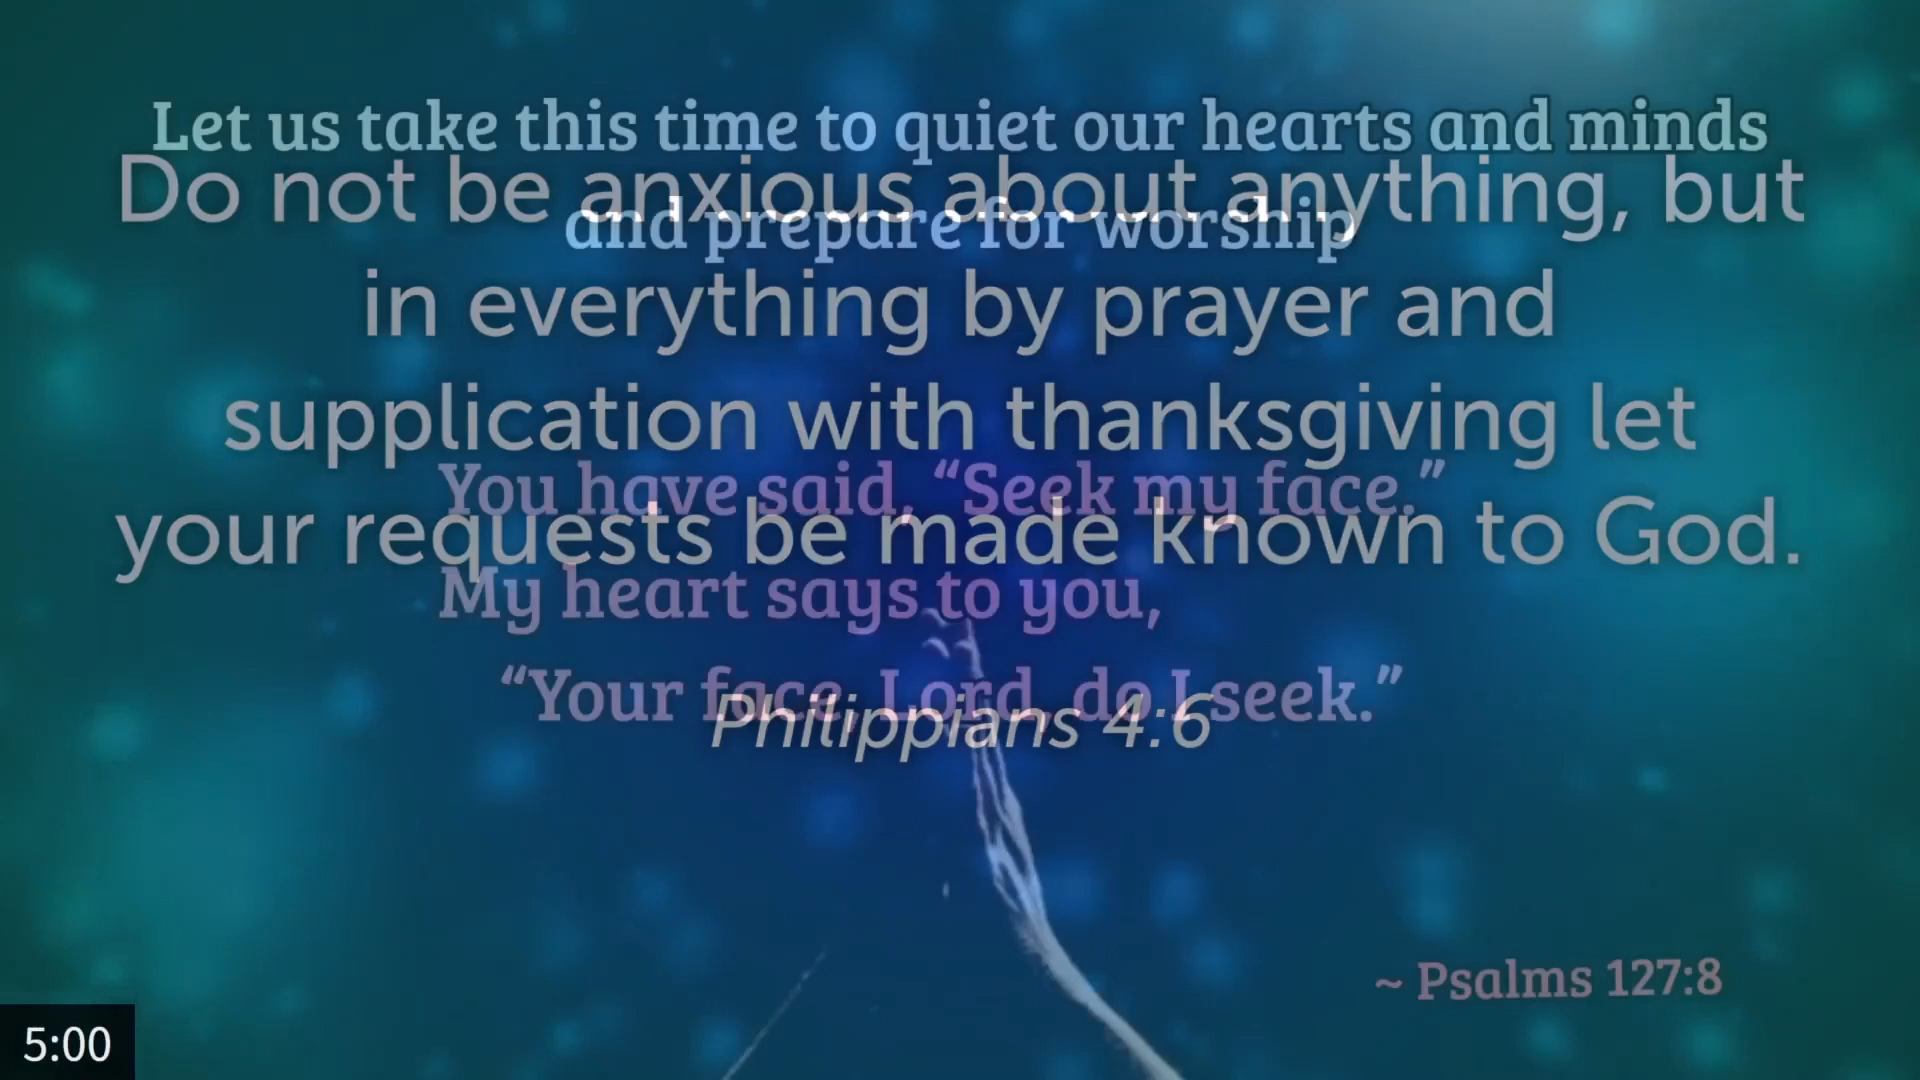 Let us take this time to quiet our hearts and minds
and prepare for worship
Do not be anxious about anything, but
in everything by prayer and
supplication with thanksgiving let
your requests be made known to God.
Philippians 4:6
You have said, “Seek my face.”
My heart says to you,
“Your face, Lord, do I seek.”
~ Psalms 127:8
5:00